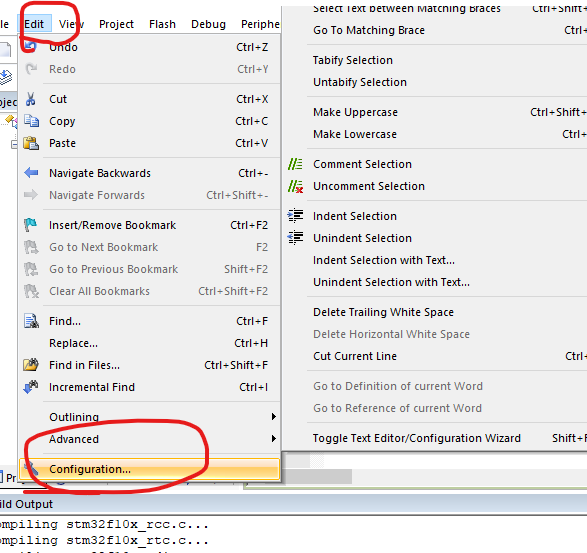 le Edit View Project Flash Debug Periphe
Undo Ctrl+Z
Redo Ctrl+Y
Cut Ctrl+X
Copy Ctrl+C
Paste Ctrl+V
Navigate Backwards Ctrl+-
Navigate Forwards Ctrl+Shift+-
Insert/Remove Bookmark Ctrl+F2
Go to Next Bookmark F2
Go to Previous Bookmark Shift+F2
Clear All Bookmarks Ctrl+Shift+F2
Find... Ctrl+F
Replace... Ctrl+H
Find in Files... Ctrl+Shift+F
Incremental Find Ctrl+I
Outlining
Advanced
Configuration...
Select Text between Matching Braces Ctrl+Shift+
Go To Matching Brace Ctrl+
Tabify Selection
Untabify Selection
Make Uppercase Ctrl+Shift+
Make Lowercase Ctrl+
Comment Selection
Uncomment Selection
Indent Selection
Unindent Selection
Indent Selection with Text...
Unindent Selection with Text...
Delete Trailing White Space
Delete Horizontal White Space
Cut Current Line Ctrl+
Go to Definition of current Word
Go to Reference of current Word
Toggle Text Editor/Configuration Wizard Shift+F
ojec
Pr
ild Output
ompiling stm32f10x_rcc.c...
ompiling stm32f10x_rtc.c...